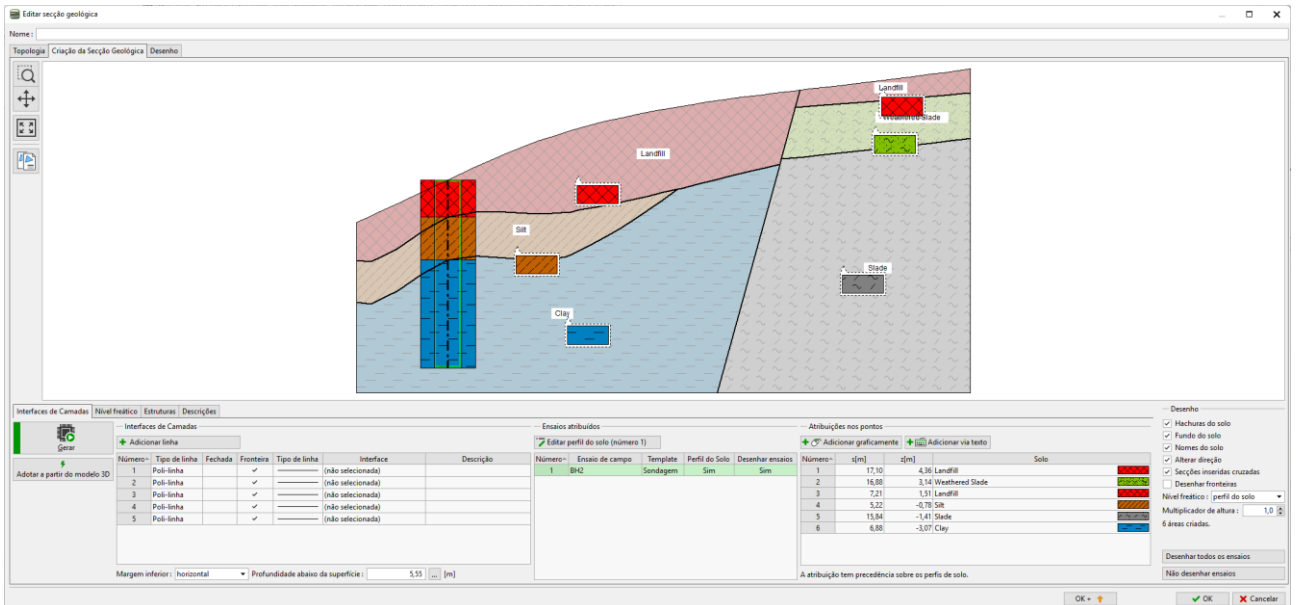 Editar secção geológica
Nome :
Topologia Criação da Secção Geológica Desenho
Landfill
Weathered Slade
Landfill
Silt
Slade
Clay
Interfaces de Camadas Nível freático Estruturas Descrições
Gerar
Adotar a partir do modelo 3D
Interfaces de Camadas
Adicionar linha
Número Tipo de linha Fechada Fronteira Tipo de linha Interface Descrição
1 Poli-linha (não selecionada)
2 Poli-linha (não selecionada)
3 Poli-linha (não selecionada)
4 Poli-linha (não selecionada)
5 Poli-linha (não selecionada)
Margem inferior : horizontal Profundidade abaixo da superfície : 5,55 ... [m]
Ensaios atribuídos
Editar perfil do solo (número 1)
Número Ensaio de campo Template Perfil do Solo Desenhar ensaios
1 BH2 Sondagem Sim Sim
Atribuições nos pontos
Adicionar graficamente Adicionar via texto
Número s[m] z[m] Solo
1 17,10 4,36 Landfill
2 16,88 3,14 Weathered Slade
3 7,21 1,51 Landfill
4 5,22 -0,78 Silt
5 15,84 -1,41 Slade
6 6,88 -3,07 Clay
A atribuição tem precedência sobre os perfis de solo.
Desenho
Hachuras do solo
Fundo do solo
Nomes do solo
Alterar direção
Secções inseridas cruzadas
Desenhar fronteiras
Nível freático : perfil do solo
Multiplicador de altura : 1,0
6 áreas criadas.
Desenhar todos os ensaios
Não desenhar ensaios
OK + OK Cancelar